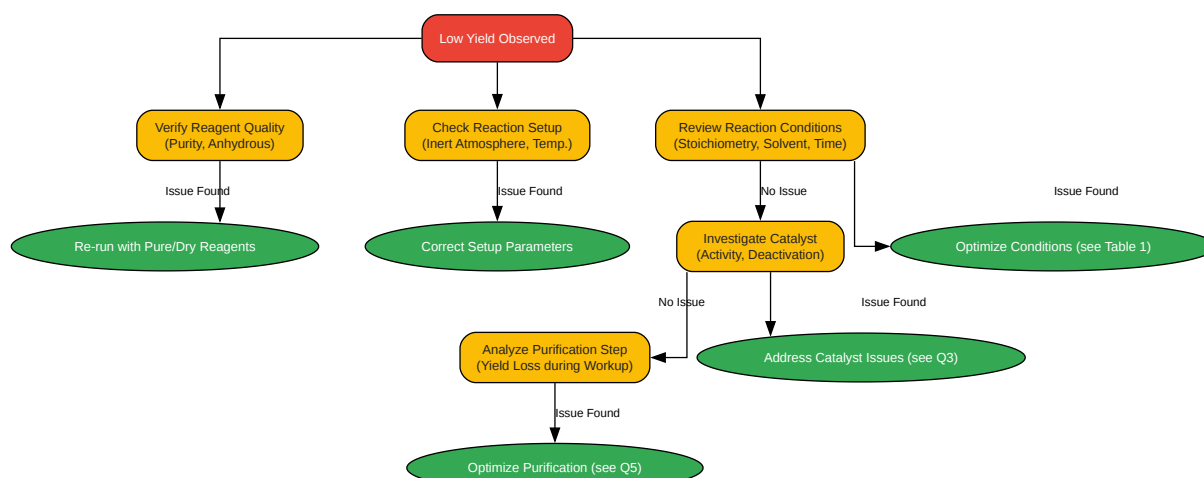 Low Yield Observed
Verify Reagent Quality
(Purity, Anhydrous)
Check Reaction Setup
(Inert Atmosphere, Temp.)
Review Reaction Conditions
(Stoichiometry, Solvent, Time)
Issue Found
Issue Found
No Issue
Issue Found
Re-run with Pure/Dry Reagents
Correct Setup Parameters
Investigate Catalyst
(Activity, Deactivation)
Optimize Conditions (see Table 1)
No Issue
Issue Found
Analyze Purification Step
(Yield Loss during Workup)
Address Catalyst Issues (see Q3)
Issue Found
Optimize Purification (see Q5)